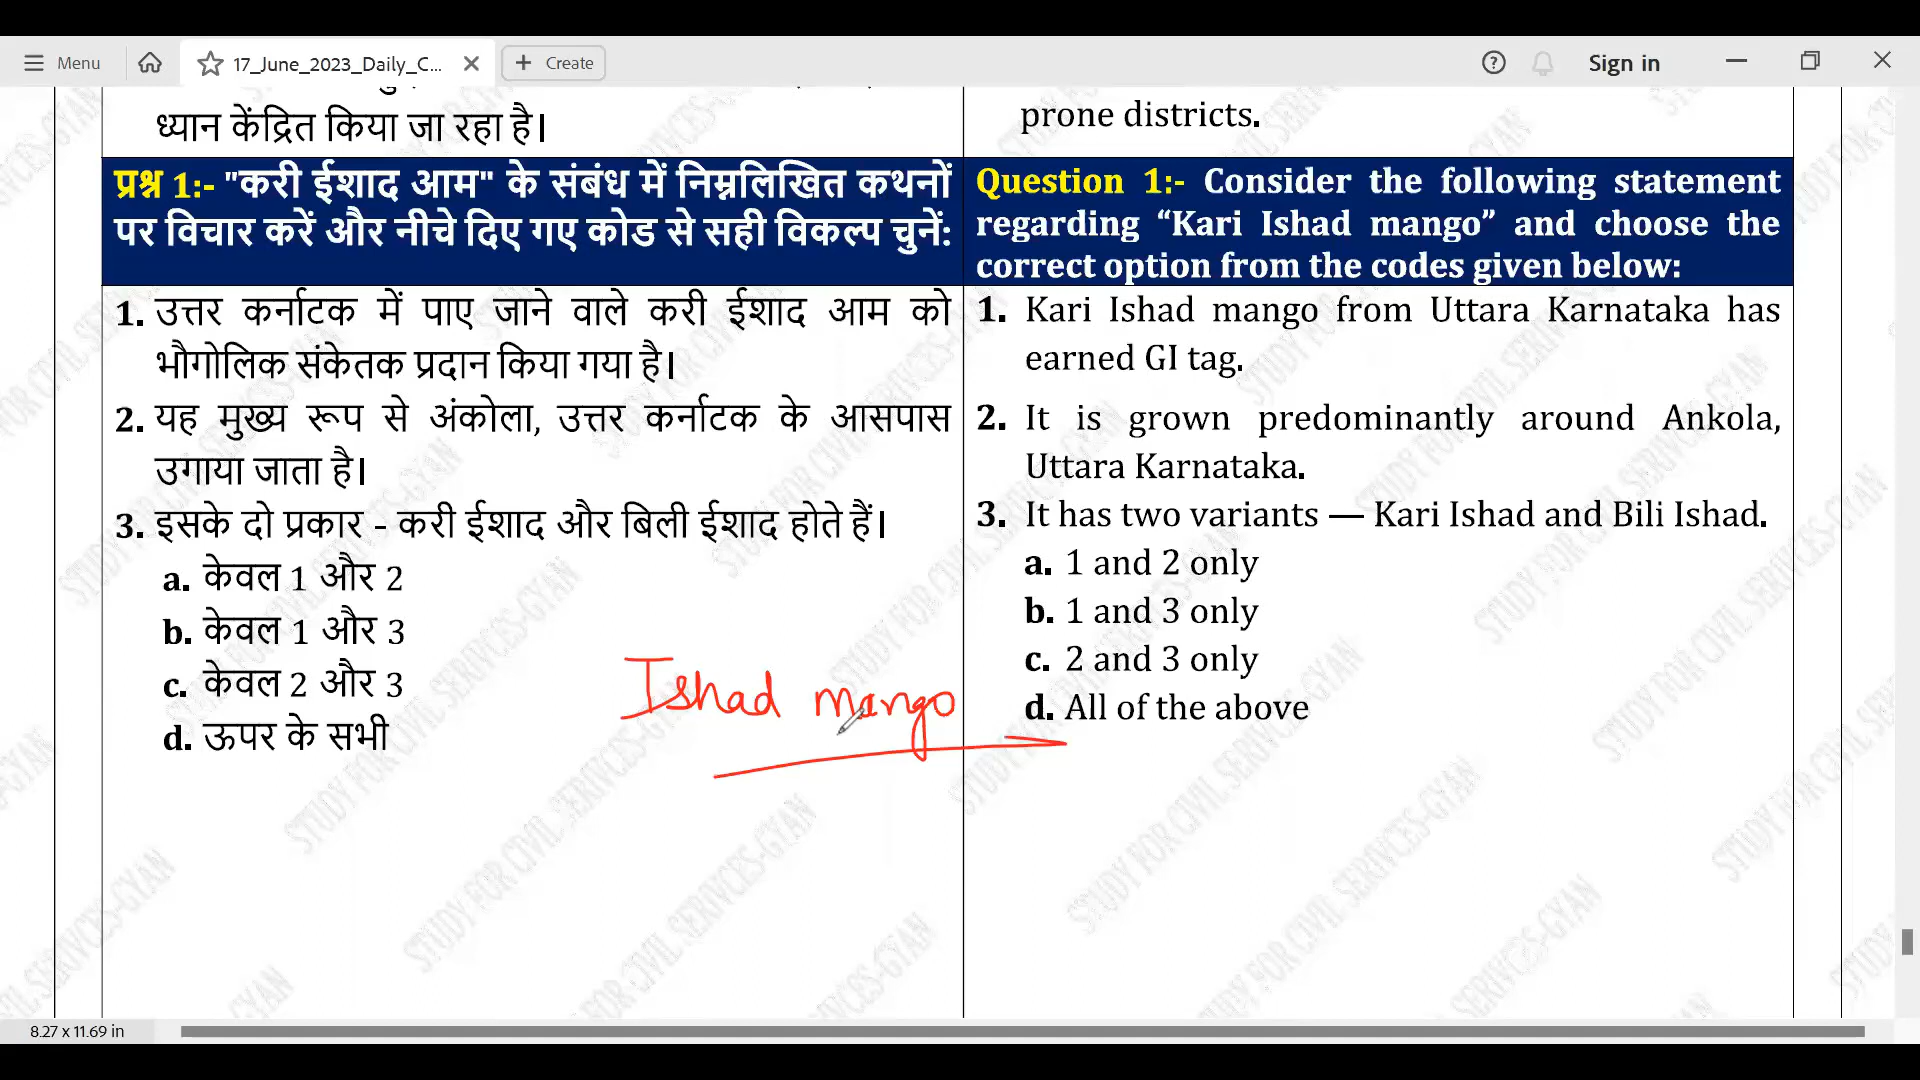 Menu
17_June_2023_Daily_C...
Create
Sign in
ध्यान केंद्रित किया जा रहा है।
प्रश्न 1:- "करी ईशाद आम" के संबंध में निम्नलिखित कथनों
पर विचार करें और नीचे दिए गए कोड से सही विकल्प चुनें:
1. उत्तर कर्नाटक में पाए जाने वाले करी ईशाद आम को
भौगोलिक संकेतक प्रदान किया गया है।
2. यह मुख्य रूप से अंकोला, उत्तर कर्नाटक के आसपास
उगाया जाता है।
3. इसके दो प्रकार - करी ईशाद और बिली ईशाद होते हैं।
a. केवल 1 और 2
b. केवल 1 और 3
c. केवल 2 और 3
d. ऊपर के सभी
Ishad mango
prone districts.
Question 1:- Consider the following statement
regarding “Kari Ishad mango” and choose the
correct option from the codes given below:
1. Kari Ishad mango from Uttara Karnataka has
earned GI tag.
2. It is grown predominantly around Ankola,
Uttara Karnataka.
3. It has two variants — Kari Ishad and Bili Ishad.
a. 1 and 2 only
b. 1 and 3 only
c. 2 and 3 only
d. All of the above
STUDY FOR CIVIL SERIVCES-GYAN
8.27 x 11.69 in